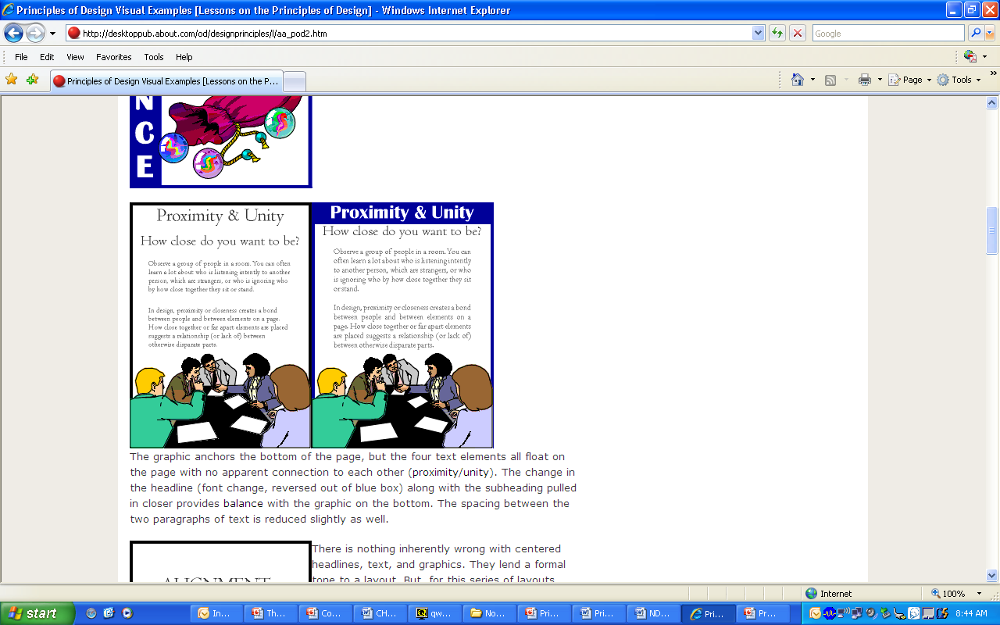 Principles of Design Visual Examples [Lessons on the Principles of Design] - Windows Internet Explorer
http://desktoppub.about.com/od/designprinciples/l/aa_pod2.htm
Google
File Edit View Favorites Tools Help
Principles of Design Visual Examples [Lessons on the P...
Page Tools
N
C
E
Proximity & Unity
How close do you want to be?
Observe a group of people in a room. You can often
learn a lot about who is listening intently to another
person, which are strangers, or who is ignoring who
by how close together they sit or stand.
In design, proximity or closeness creates a bond
between people and between elements on a page.
How close together or far apart elements are placed
suggests a relationship (or lack of) between
otherwise disparate parts.
Proximity & Unity
How close do you want to be?
Observe a group of people in a room. You can
often learn a lot about who is listening intently
to another person, which are strangers, or who
is ignoring who by how close together they sit
or stand.
In design, proximity or closeness creates a bond
between people and between elements on a
page. How close together or far apart elements
are placed suggests a relationship (or lack of)
between otherwise disparate parts.
The graphic anchors the bottom of the page, but the four text elements all float on
the page with no apparent connection to each other (proximity/unity). The change in
the headline (font change, reversed out of blue box) along with the subheading pulled
in closer provides balance with the graphic on the bottom. The spacing between the
two paragraphs of text is reduced slightly as well.
ALIGNMENT
There is nothing inherently wrong with centered
headlines, text, and graphics. They lend a formal
tone to a layout. But, for this series of layouts
Internet 100%
start In... Th... Co... CH... qw... No... Pri... Pri... ND... Pri... Pr... 8:44 AM